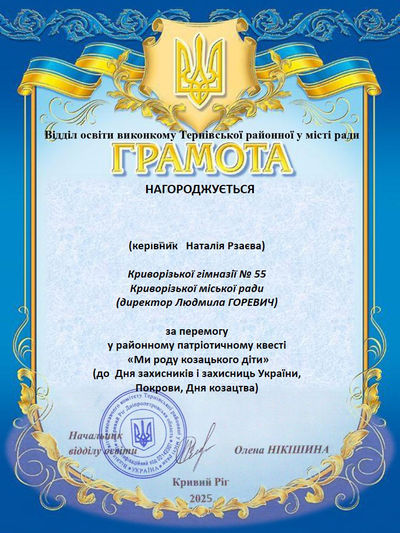 Відділ освіти виконкому Тернівської районної у місті ради
ГРАМОТА
НАГОРОДЖУЄТЬСЯ
(керівник Наталія Рзаєва)
Криворізької гімназії № 55
Криворізької міської ради
(директор Людмила ГОРЕВИЧ)
за перемогу
у районному патріотичному квесті
«Ми роду козацького діти»
(до Дня захисників і захисниць України,
Покрови, Дня козацтва)
Начальник
відділу освіти
Олена НІКІШИНА
УКРАЇНА
Кривий Ріг
2025